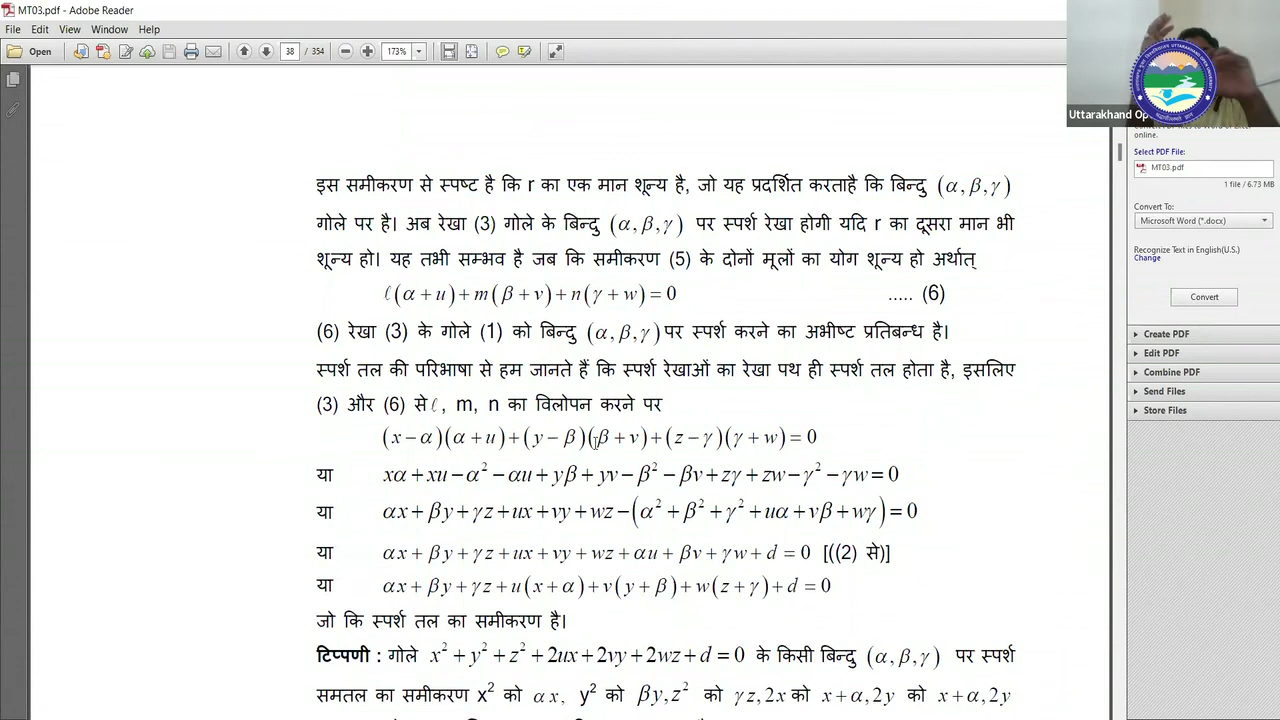 MT03.pdf - Adobe Reader
File Edit View Window Help
Open 38 / 354 173%
इस समीकरण से स्पष्ट है कि r का एक मान शून्य है, जो यह प्रदर्शित करताहै कि बिन्दु (α,β,γ)
गोले पर है। अब रेखा (3) गोले के बिन्दु (α,β,γ) पर स्पर्श रेखा होगी यदि r का दूसरा मान भी
शून्य हो। यह तभी सम्भव है जब कि समीकरण (5) के दोनों मूलों का योग शून्य हो अर्थात्
ℓ(α+u)+m(β+v)+n(γ+w)=0 ..... (6)
(6) रेखा (3) के गोले (1) को बिन्दु (α,β,γ) पर स्पर्श करने का अभीष्ट प्रतिबन्ध है।
स्पर्श तल की परिभाषा से हम जानते हैं कि स्पर्श रेखाओं का रेखा पथ ही स्पर्श तल होता है, इसलिए
(3) और (6) सेℓ, m, n का विलोपन करने पर
(x-α)(α+u)+(y-β)(β+v)+(z-γ)(γ+w)=0
या xα+xu-α²-αu+yβ+yv-β²-βv+zγ+zw-γ²-γw=0
या αx+βy+γz+ux+vy+wz-(α²+β²+γ²+uα+vβ+wγ)=0
या αx+βy+γz+ux+vy+wz+αu+βv+γw+d=0 [((2) से)]
या αx+βy+γz+u(x+α)+v(y+β)+w(z+γ)+d=0
जो कि स्पर्श तल का समीकरण है।
टिप्पणी : गोले x²+y²+z²+2ux+2vy+2wz+d=0 के किसी बिन्दु (α,β,γ) पर स्पर्श
समतल का समीकरण x² को αx, y² को βy,z² को γz,2x को x+α,2y को x+α,2y
Uttarakhand Op
online.
Select PDF File:
MT03.pdf
1 file / 6.73 MB
Convert To:
Microsoft Word (*.docx)
Recognize Text in English(U.S.)
Change
Convert
Create PDF
Edit PDF
Combine PDF
Send Files
Store Files